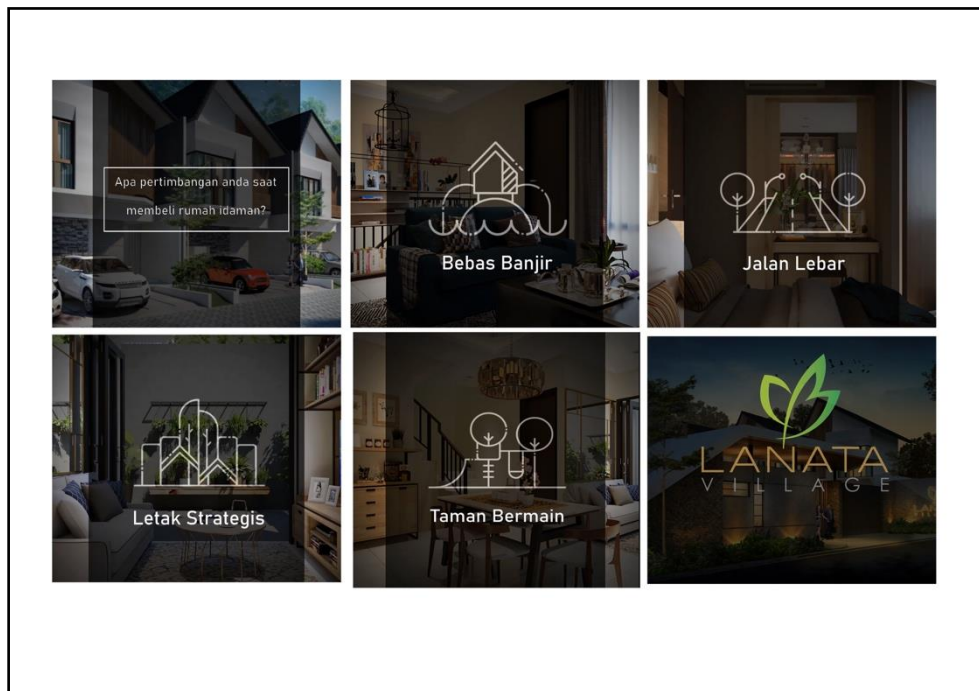 Apa pertimbangan anda saat
membeli rumah idaman?
Bebas Banjir
Jalan Lebar
Letak Strategis
Taman Bermain
LANATA
VILLAGE